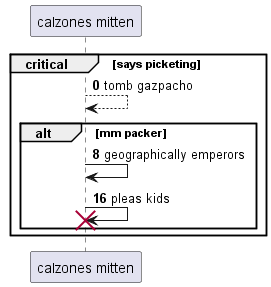 calzones mitten
critical [says picketing]
0 tomb gazpacho
alt [mm packer]
8 geographically emperors
16 pleas kids
calzones mitten